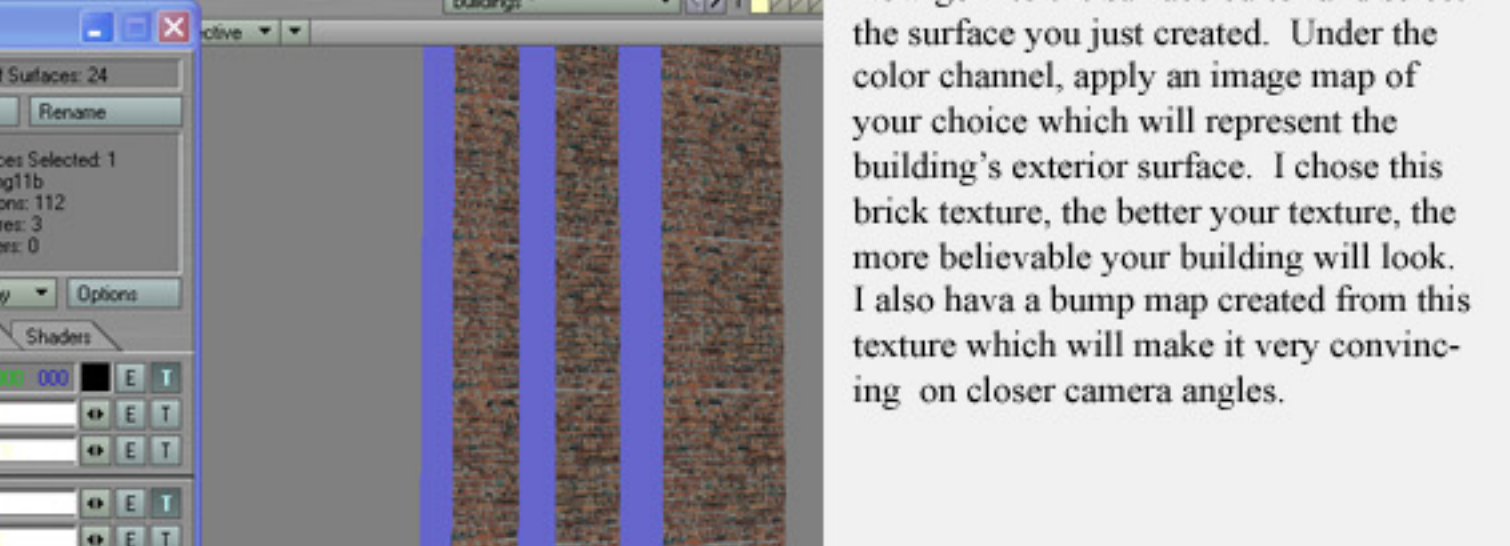 buildings
ective
f Surfaces: 24
Rename
ces Selected: 1
ng11b
ons: 112
res: 3
ers: 0
y
Options
Shaders
000
E
T
E
T
E
T
E
T
E
the surface you just created. Under the
color channel, apply an image map of
your choice which will represent the
building's exterior surface. I chose this
brick texture, the better your texture, the
more believable your building will look.
I also hava a bump map created from this
texture which will make it very convinc-
ing on closer camera angles.